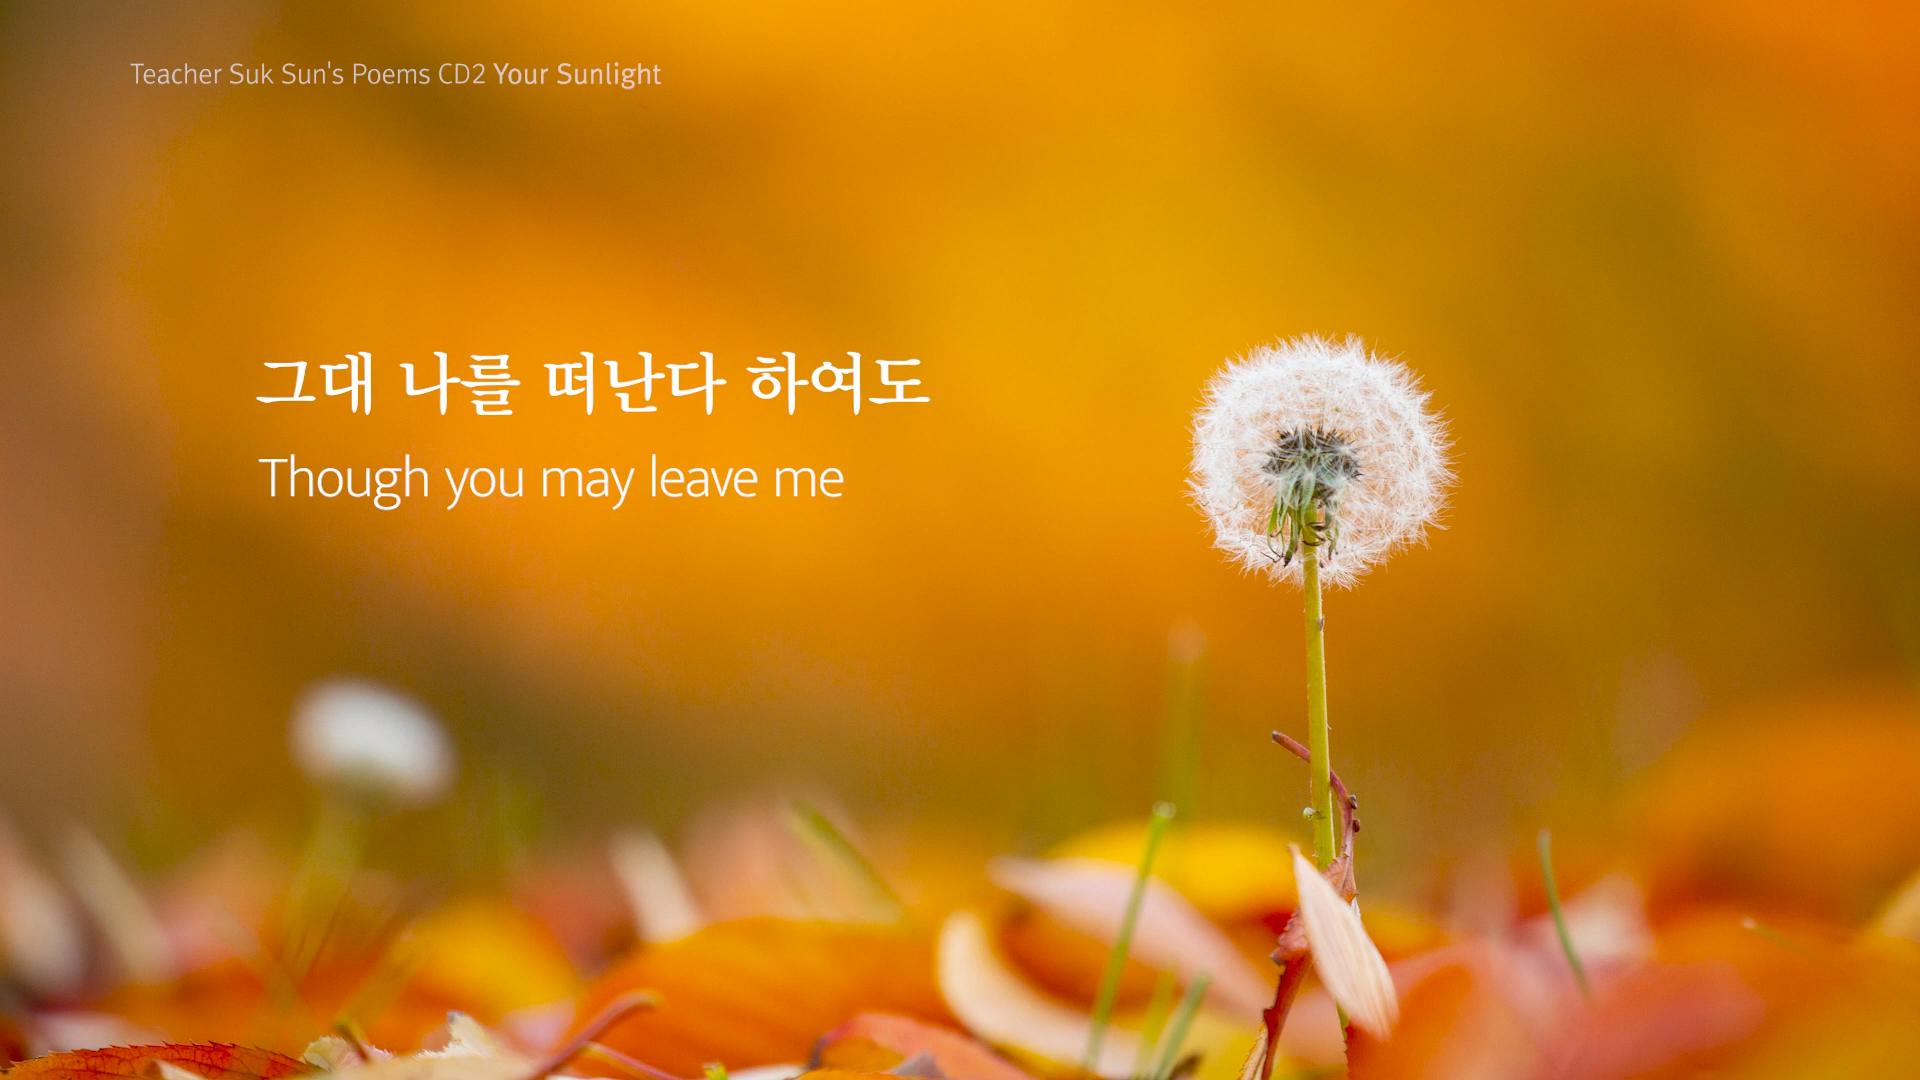 Teacher Suk Sun's Poems CD2 Your Sunlight
그대 나를 떠난다 하여도
Though you may leave me